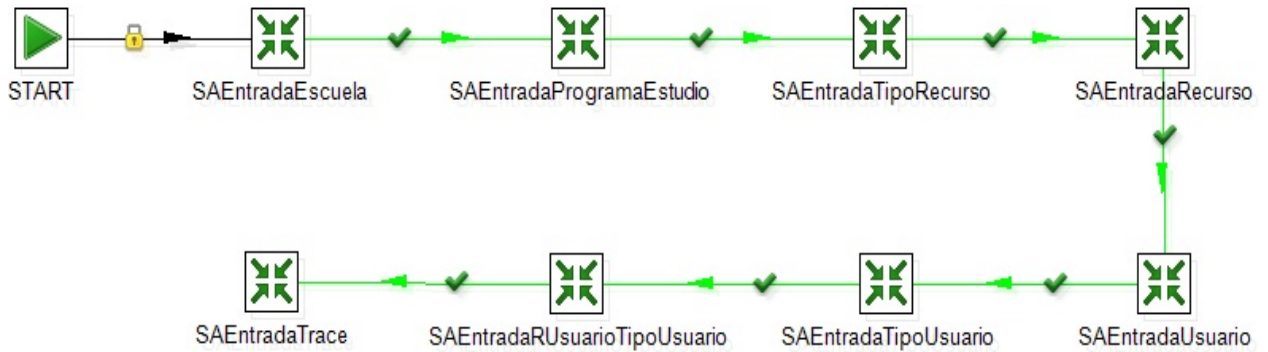 START
SAEntradaEscuela
SAEntradaProgramaEstudio
SAEntradaTipoRecurso
SAEntradaRecurso
SAEntradaTrace
SAEntradaRUsuarioTipoUsuario
SAEntradaTipoUsuario
SAEntradaUsuario